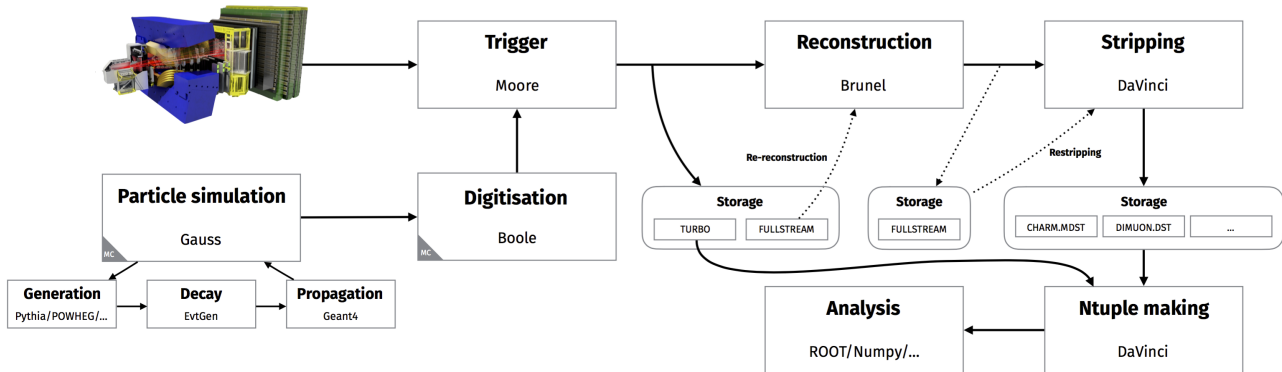 Trigger
Moore
Reconstruction
Brunel
Stripping
DaVinci
Re-reconstruction
Restripping
Particle simulation
Gauss
MC
Digitisation
Boole
MC
Storage
TURBO
FULLSTREAM
Storage
FULLSTREAM
Storage
CHARM.MDST
DIMUON.DST
...
Generation
Pythia/POWHEG/...
Decay
EvtGen
Propagation
Geant4
Analysis
ROOT/Numpy/...
Ntuple making
DaVinci